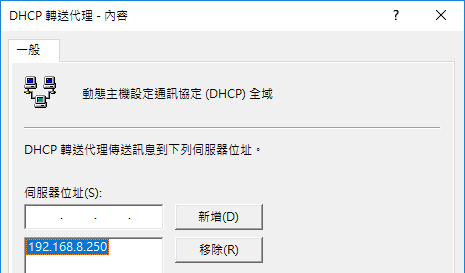 DHCP 轉送代理 - 內容
?
一般
動態主機設定通訊協定 (DHCP) 全域
DHCP 轉送代理傳送訊息到下列伺服器位址。
伺服器位址(S):
. . . 新增(D)
192.168.8.250 移除(R)